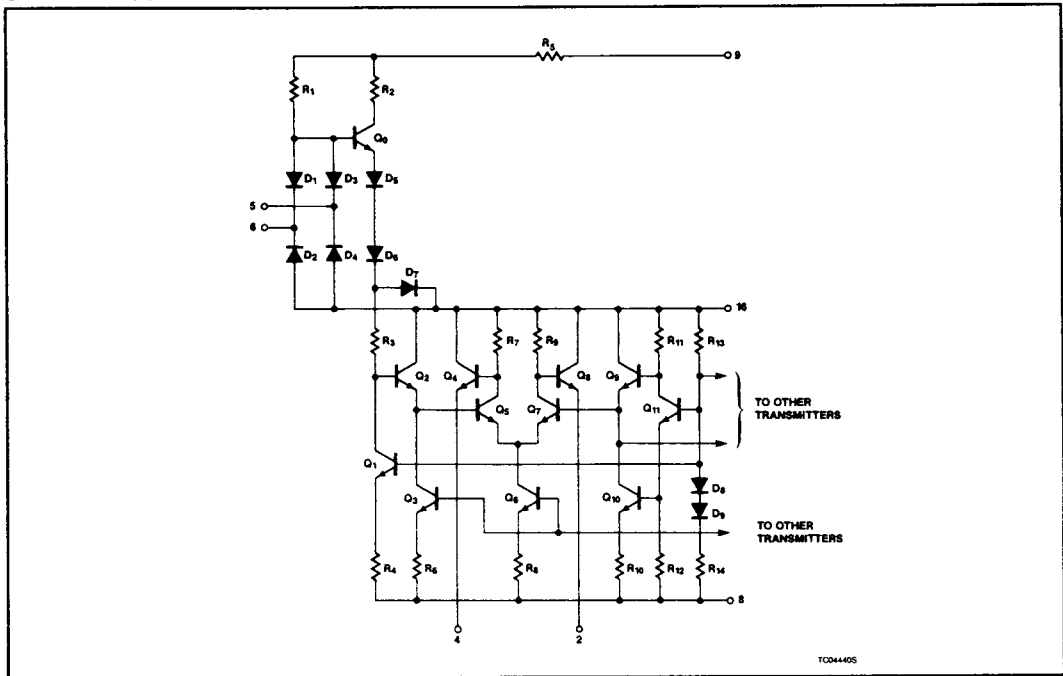 R5
9
R1
R2
Q0
D1
D3
D5
5
6
D2
D4
D6
D7
16
R3
R7
R9
R11
R13
Q2
Q4
Q8
Q9
Q5
Q7
Q11
TO OTHER
TRANSMITTERS
Q1
Q3
Q6
Q10
D8
D9
TO OTHER
TRANSMITTERS
R4
R6
R8
R10
R12
R14
8
4
2
TC04440S